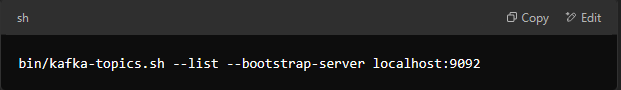 sh Copy Edit
bin/kafka-topics.sh --list --bootstrap-server localhost:9092